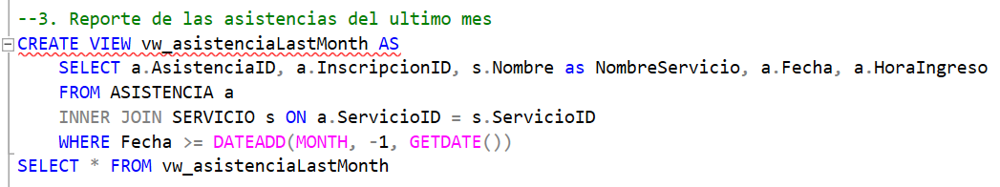 --3. Reporte de las asistencias del ultimo mes
CREATE VIEW vw_asistenciaLastMonth AS
SELECT a.AsistenciaID, a.InscripcionID, s.Nombre as NombreServicio, a.Fecha, a.HoraIngreso
FROM ASISTENCIA a
INNER JOIN SERVICIO s ON a.ServicioID = s.ServicioID
WHERE Fecha >= DATEADD(MONTH, -1, GETDATE())
SELECT * FROM vw_asistenciaLastMonth